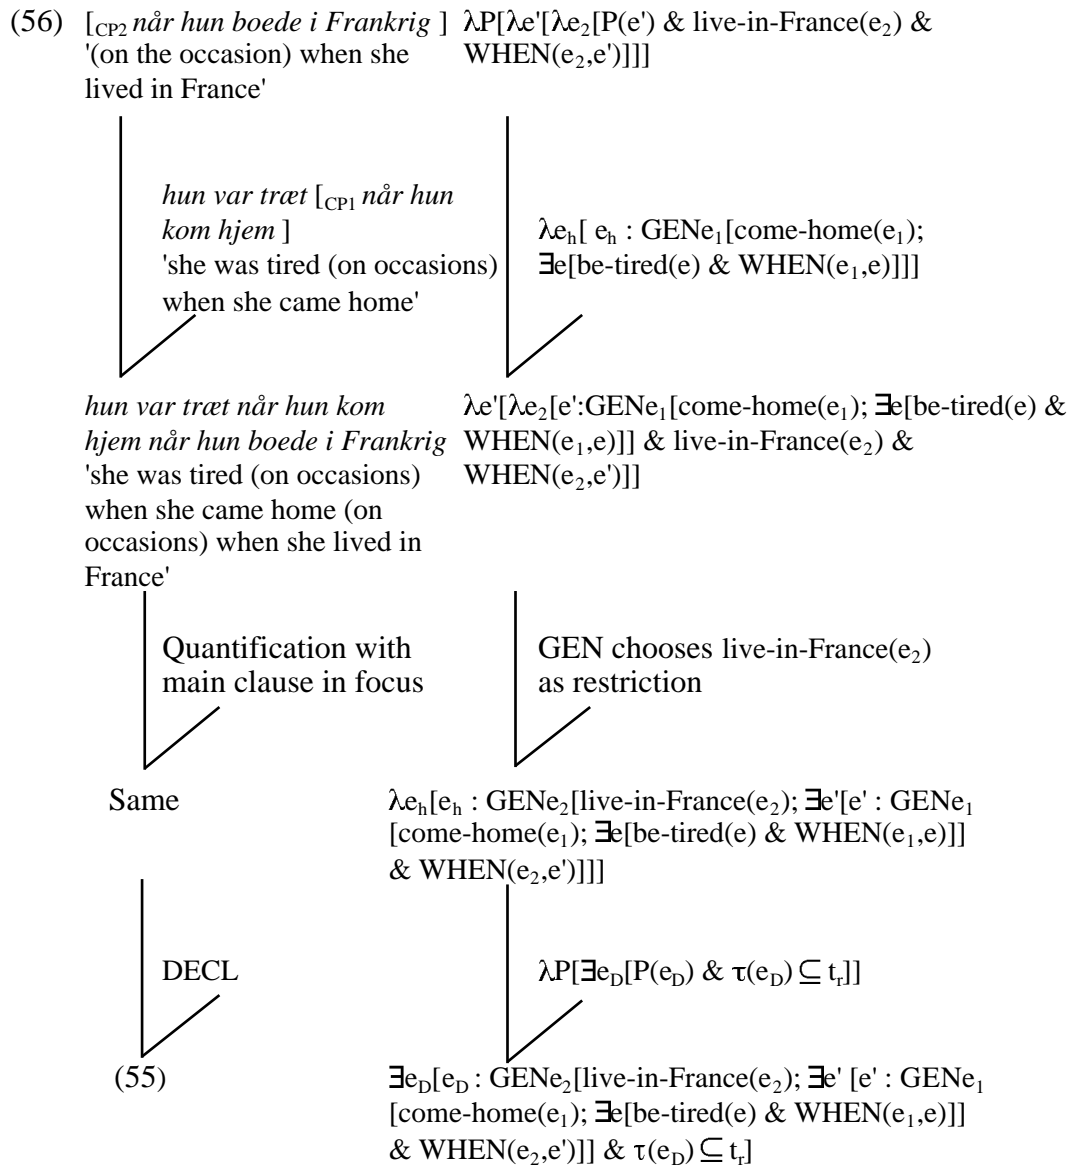 (56) [CP2 når hun boede i Frankrig ] λP[λe'[λe₂[P(e') & live-in-France(e₂) &
'(on the occasion) when she WHEN(e₂,e')]]]
lived in France'
hun var træt [CP1 når hun
kom hjem ] λeₕ[ eₕ : GENe₁[come-home(e₁);
'she was tired (on occasions) ∃e[be-tired(e) & WHEN(e₁,e)]]]
when she came home'
hun var træt når hun kom λe'[λe₂[e':GENe₁[come-home(e₁); ∃e[be-tired(e) &
hjem når hun boede i Frankrig WHEN(e₁,e)]] & live-in-France(e₂) &
'she was tired (on occasions) WHEN(e₂,e')]]
when she came home (on
occasions) when she lived in
France'
Quantification with GEN chooses live-in-France(e₂)
main clause in focus as restriction
Same λeₕ[eₕ : GENe₂[live-in-France(e₂); ∃e'[e' : GENe₁
[come-home(e₁); ∃e[be-tired(e) & WHEN(e₁,e)]]
& WHEN(e₂,e')]]]
DECL λP[∃e_D[P(e_D) & τ(e_D) ⊆ tᵣ]]
(55) ∃e_D[e_D : GENe₂[live-in-France(e₂); ∃e' [e' : GENe₁
[come-home(e₁); ∃e[be-tired(e) & WHEN(e₁,e)]]
& WHEN(e₂,e')]] & τ(e_D) ⊆ tᵣ]